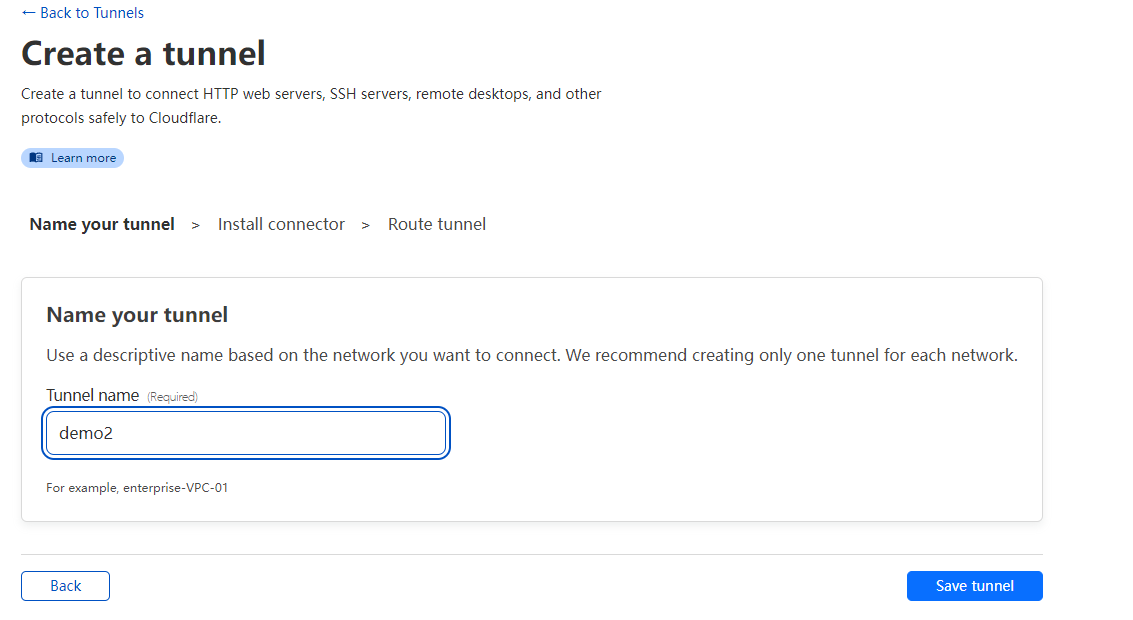 ← Back to Tunnels
Create a tunnel
Create a tunnel to connect HTTP web servers, SSH servers, remote desktops, and other
protocols safely to Cloudflare.
Learn more
Name your tunnel > Install connector > Route tunnel
Name your tunnel
Use a descriptive name based on the network you want to connect. We recommend creating only one tunnel for each network.
Tunnel name (Required)
demo2
For example, enterprise-VPC-01
Back Save tunnel